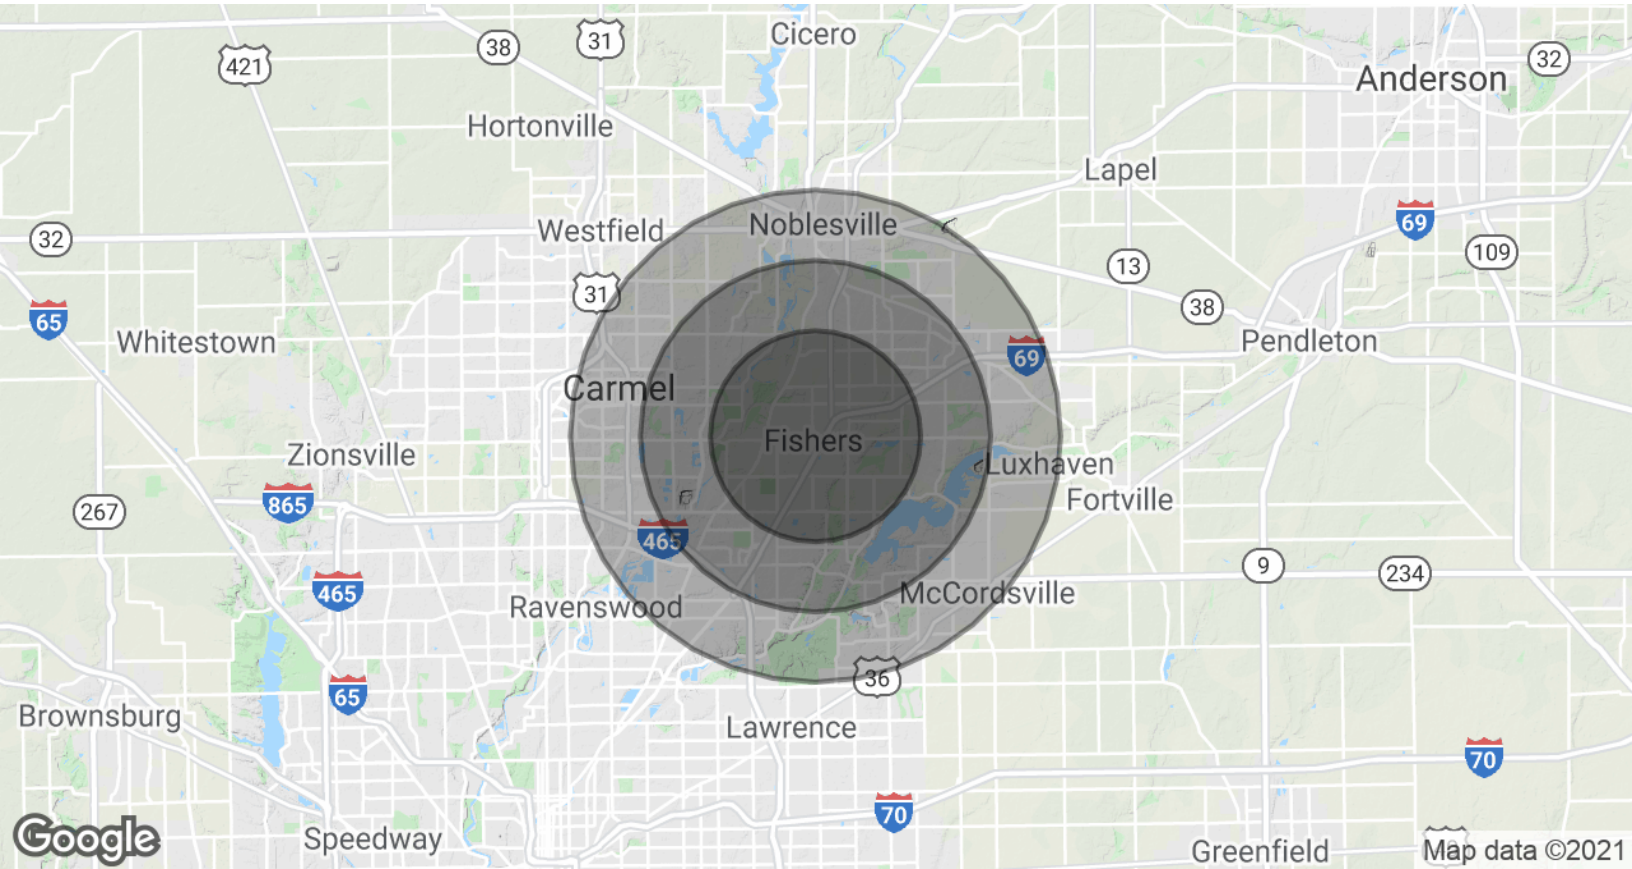 Cicero
31
38
32
421
Anderson
Hortonville
Lapel
69
Noblesville
Westfield
32
109
13
31
38
65
Whitestown
Pendleton
69
Carmel
Fishers
Zionsville
Luxhaven
Fortville
865
267
465
9
234
465
McCordsville
Ravenswood
36
65
Brownsburg
Lawrence
70
70
Google
Speedway
Greenfield
Map data ©2021